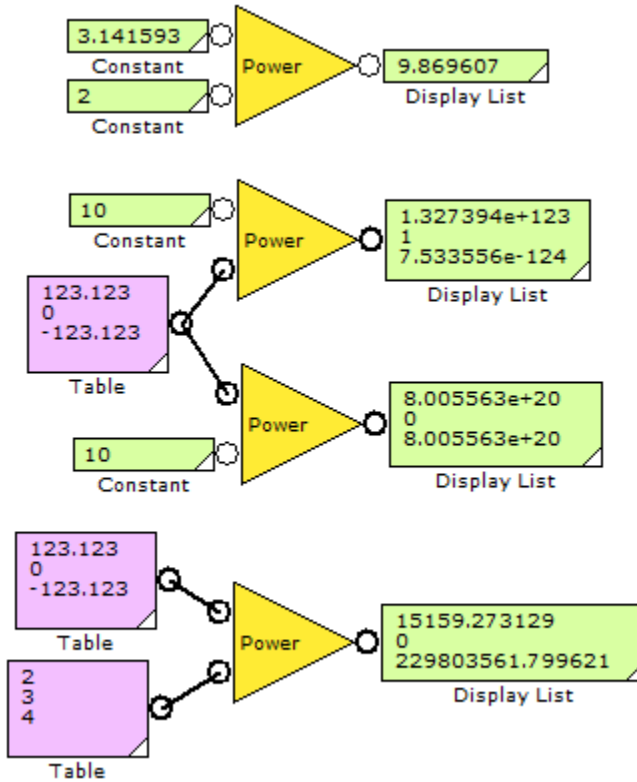 3.141593
Constant
2
Constant
Power
9.869607
Display List
10
Constant
123.123
0
-123.123
Table
Power
1.327394e+123
1
7.533556e-124
Display List
10
Constant
Power
8.005563e+20
0
8.005563e+20
Display List
123.123
0
-123.123
Table
2
3
4
Table
Power
15159.273129
0
229803561.799621
Display List